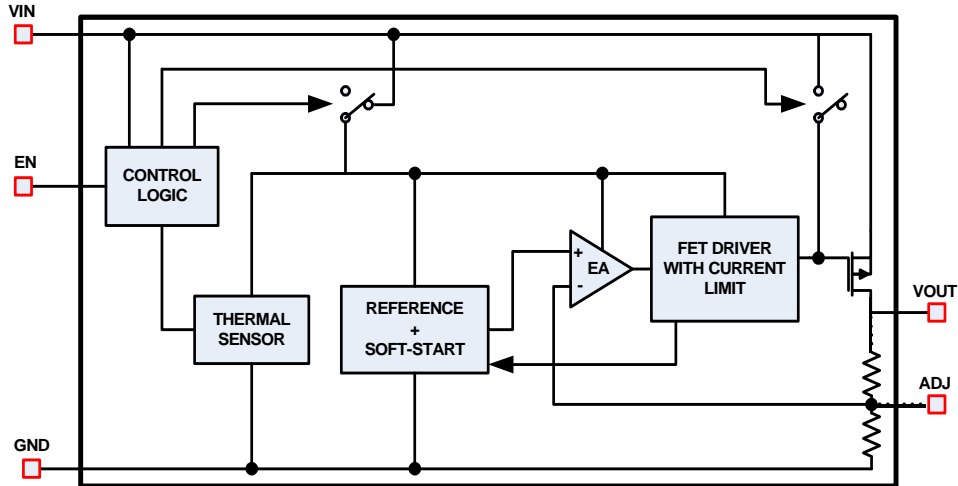 VIN
EN
CONTROL
LOGIC
THERMAL
SENSOR
REFERENCE
+
SOFT-START
+
EA
-
FET DRIVER
WITH CURRENT
LIMIT
VOUT
ADJ
GND